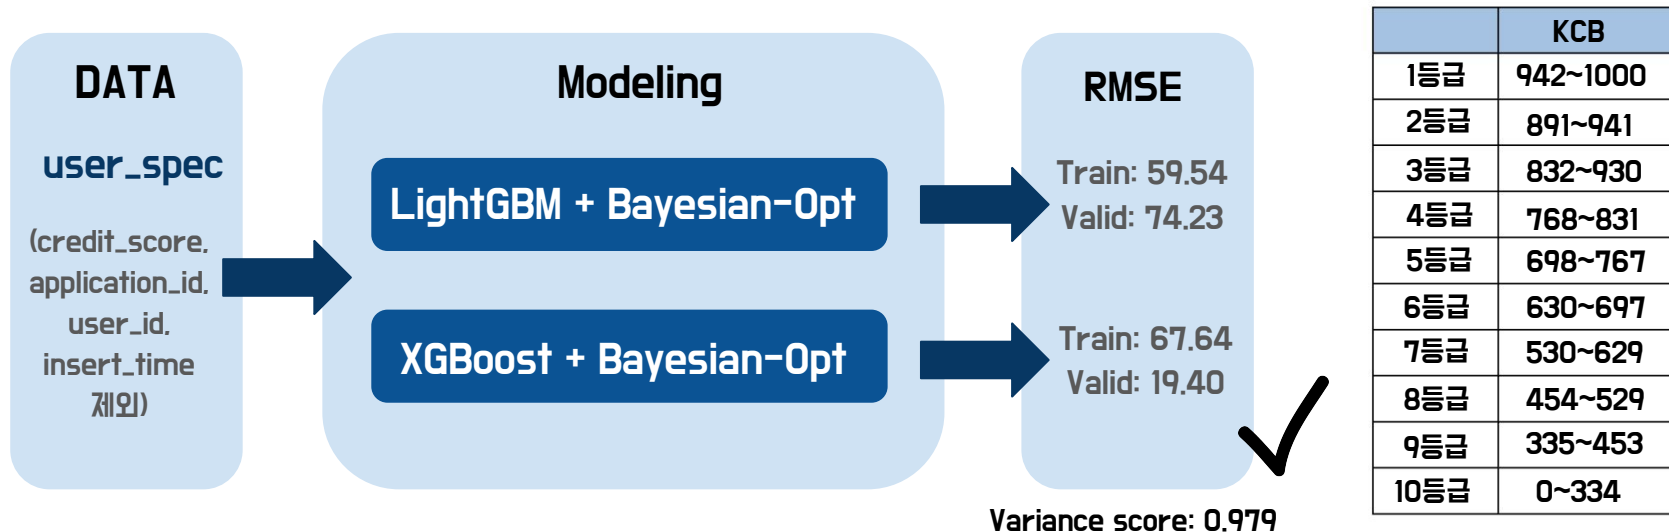 DATA
user_spec
(credit_score,
application_id,
user_id,
insert_time
제외)
Modeling
LightGBM + Bayesian-Opt
XGBoost + Bayesian-Opt
RMSE
Train: 59.54
Valid: 74.23
Train: 67.64
Valid: 19.40
Variance score: 0.979
KCB
1등급 942~1000
2등급 891~941
3등급 832~930
4등급 768~831
5등급 698~767
6등급 630~697
7등급 530~629
8등급 454~529
9등급 335~453
10등급 0~334